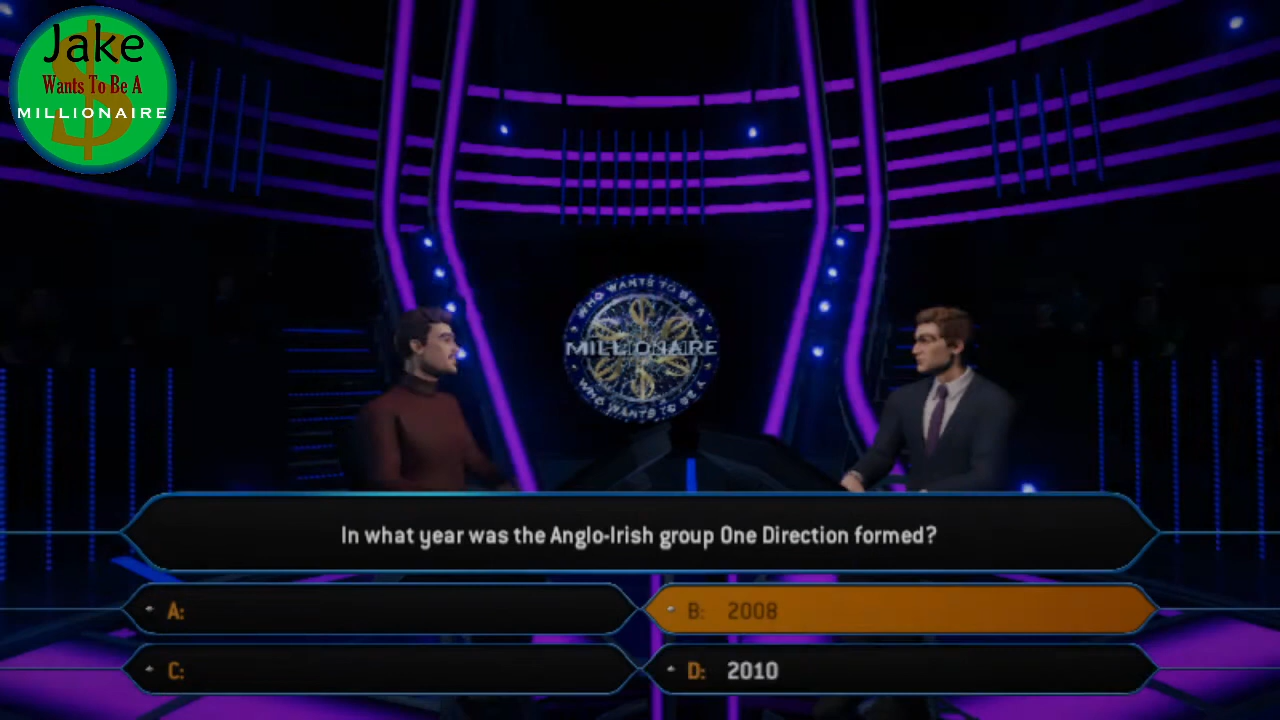 Jake
Wants To Be A
MILLIONAIRE
WHO WANTS TO BE A
MILLIONAIRE
WHO WANTS TO BE A
In what year was the Anglo-Irish group One Direction formed?
A:
B: 2008
C:
D: 2010